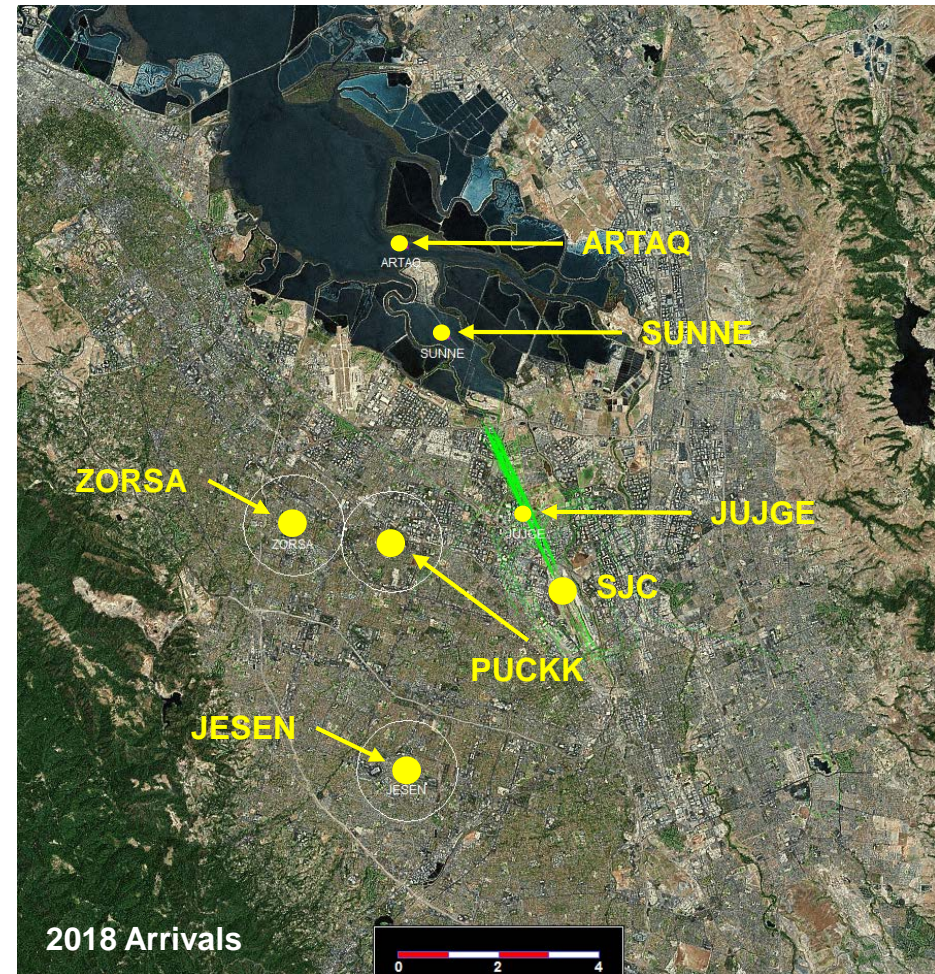 ARTAQ
ARTAQ
SUNNE
SUNNE
ZORSA
JUJGE
ZORSA
JUJGE
SJC
PUCKK
JESEN
JESEN
2018 Arrivals
0 2 4